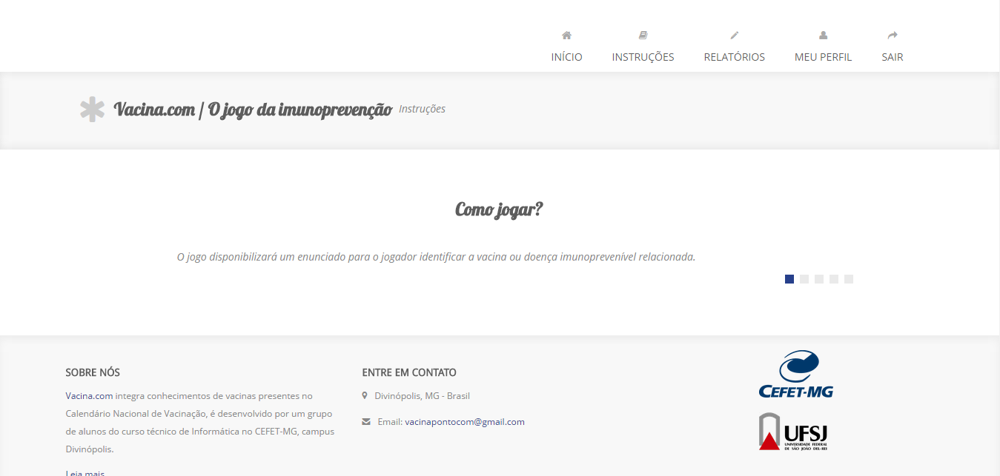 INÍCIO
INSTRUÇÕES
RELATÓRIOS
MEU PERFIL
SAIR
Vacina.com / O jogo da imunoprevenção Instruções
Como jogar?
O jogo disponibilizará um enunciado para o jogador identificar a vacina ou doença imunoprevenível relacionada.
SOBRE NÓS
Vacina.com integra conhecimentos de vacinas presentes no
Calendário Nacional de Vacinação, é desenvolvido por um grupo
de alunos do curso técnico de Informática no CEFET-MG, campus
Divinópolis.
Leia mais
ENTRE EM CONTATO
Divinópolis, MG - Brasil
Email: vacinapontocom@gmail.com
CEFET-MG
UFSJ
UNIVERSIDADE FEDERAL
DE SÃO JOÃO DEL-REI